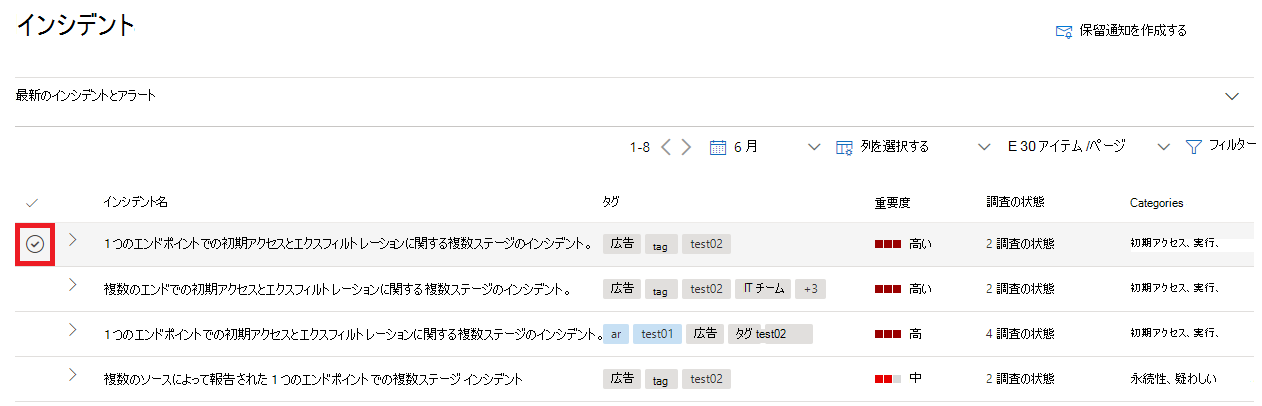 インシデント
保留通知を作成する
最新のインシデントとアラート
1-8 6 月 列を選択する E 30 アイテム /ページ フィルター
インシデント名 タグ 重要度 調査の状態 Categories
1 つのエンドポイントでの初期アクセスとエクスフィルトレーションに関する複数ステージのインシデント。 広告 tag test02 高い 2 調査の状態 初期アクセス、実行、
複数のエンドでの初期アクセスとエクスフィルトレーションに関する 複数ステージのインシデント。 広告 tag test02 IT チーム +3 高い 2 調査の状態 初期アクセス、実行、
1 つのエンドポイントでの初期アクセスとエクスフィルトレーションに関する複数ステージのインシデント。 ar test01 広告 タグ test02 高 4 調査の状態 初期アクセス、実行、
複数のソースによって報告された 1 つのエンドポイント での複数ステージ インシデント 広告 tag test02 中 2 調査の状態 永続性、疑わしい